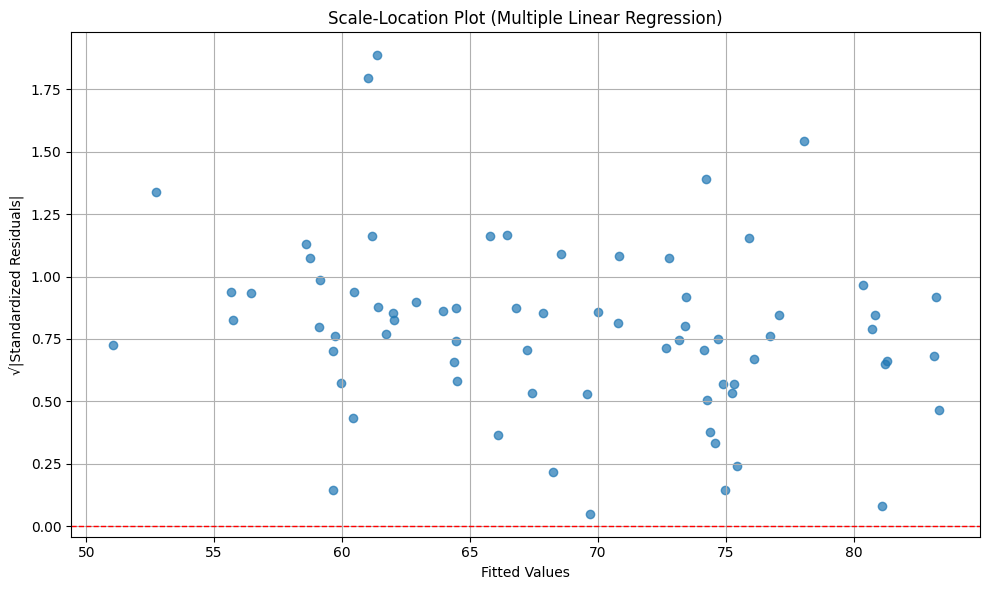 Scale-Location Plot (Multiple Linear Regression)
√|Standardized Residuals|
1.75
1.50
1.25
1.00
0.75
0.50
0.25
0.00
50 55 60 65 70 75 80
Fitted Values